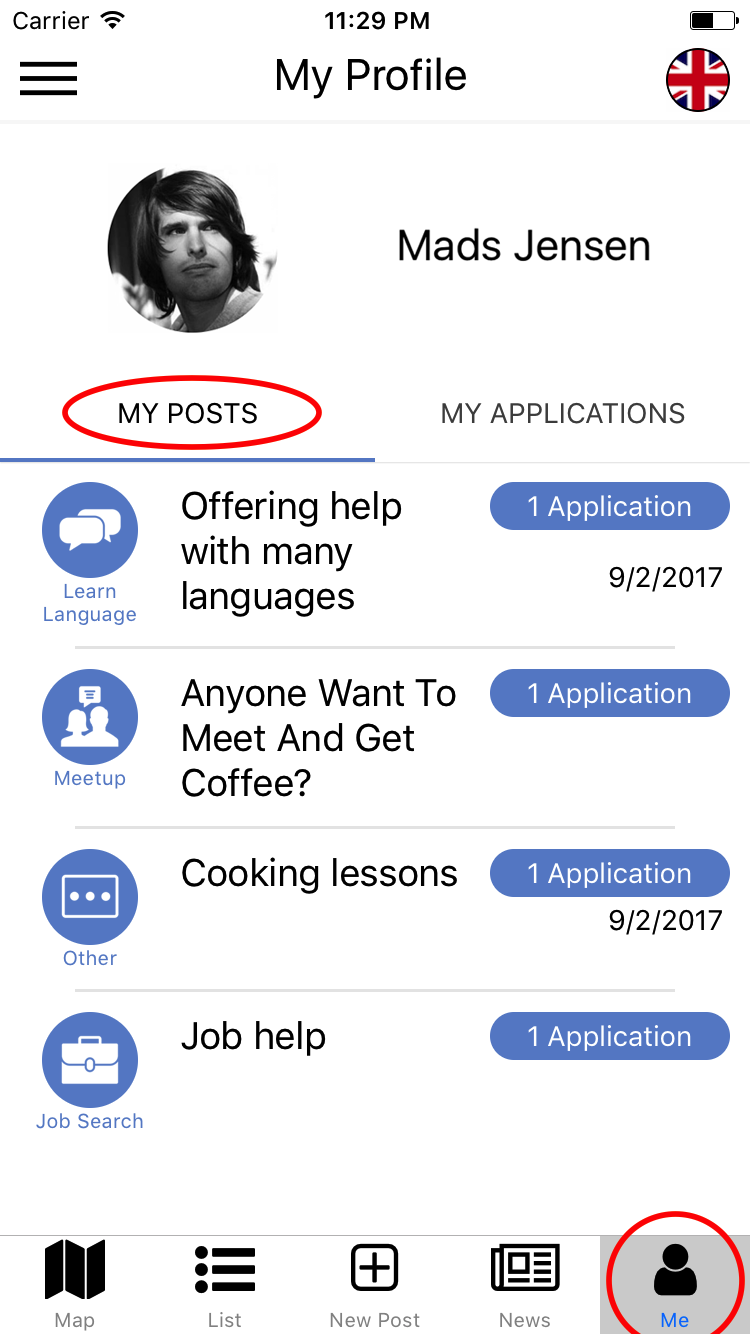 Carrier 11:29 PM
My Profile
Mads Jensen
MY POSTS MY APPLICATIONS
Offering help
with many
languages
1 Application
9/2/2017
Learn
Language
Anyone Want To
Meet And Get
Coffee?
1 Application
Meetup
Cooking lessons
1 Application
9/2/2017
Other
Job help
1 Application
Job Search
Map List New Post News Me